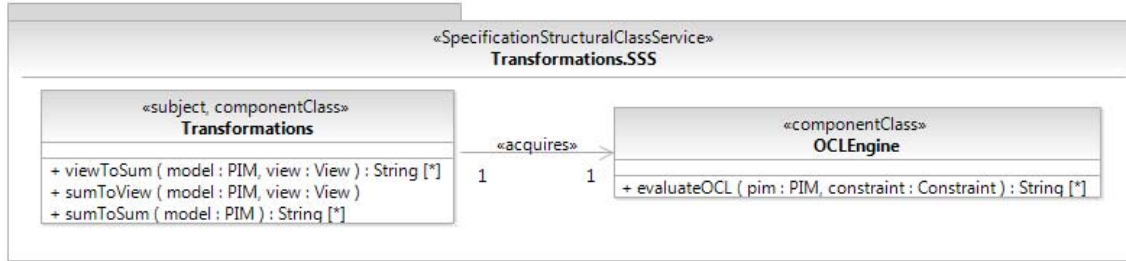 «SpecificationStructuralClassService»
Transformations.SSS
«subject, componentClass»
Transformations
+ viewToSum ( model : PIM, view : View ) : String [*]
+ sumToView ( model : PIM, view : View )
+ sumToSum ( model : PIM ) : String [*]
«acquires»
1
1
«componentClass»
OCLEngine
+ evaluateOCL ( pim : PIM, constraint : Constraint ) : String [*]